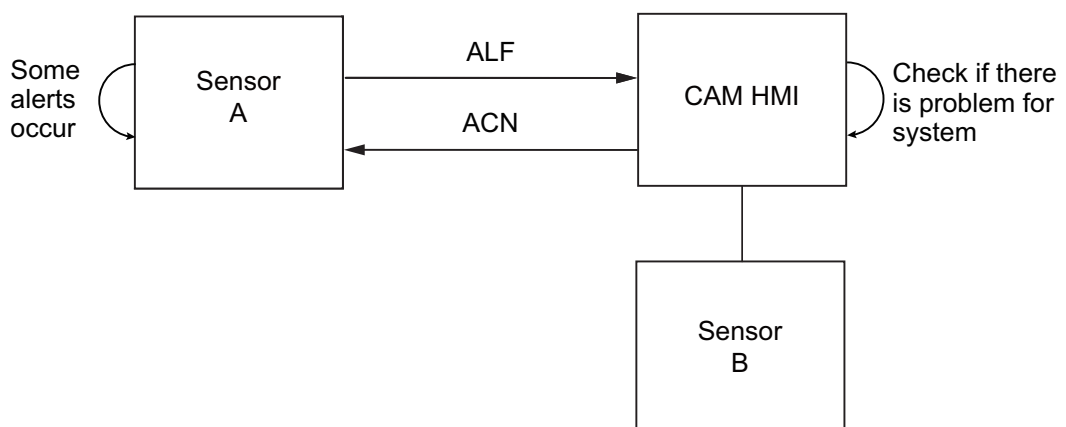 Some
alerts
occur
Sensor
A
ALF
ACN
CAM HMI
Check if there
is problem for
system
Sensor
B